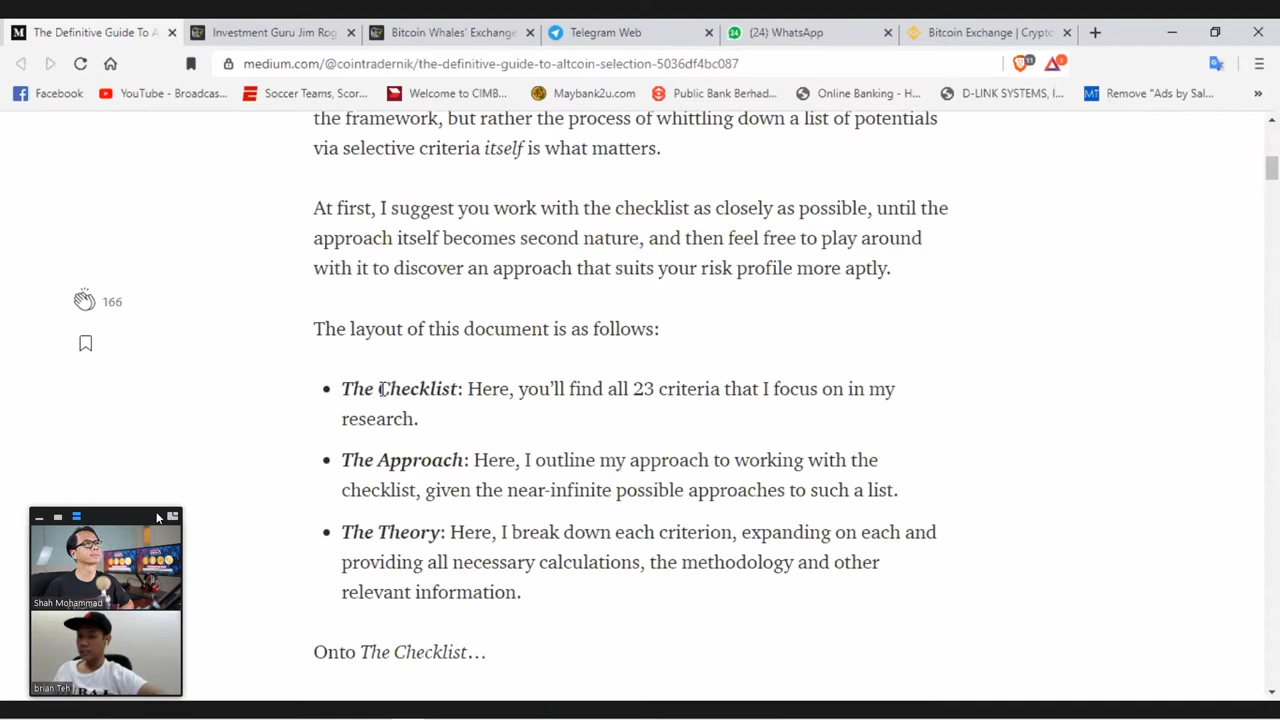 The Definitive Guide To A
Investment Guru Jim Rog
Bitcoin Whales' Exchange
Telegram Web
(24) WhatsApp
Bitcoin Exchange | Crypto
medium.com/@cointradernik/the-definitive-guide-to-altcoin-selection-5036df4bc087
11
1
Facebook
YouTube - Broadcas...
Soccer Teams, Scor...
Welcome to CIMB...
Maybank2u.com
Public Bank Berhad...
Online Banking - H...
D-LINK SYSTEMS, I...
MT
Remove "Ads by Sal...
the framework, but rather the process of whittling down a list of potentials
via selective criteria itself is what matters.
At first, I suggest you work with the checklist as closely as possible, until the
approach itself becomes second nature, and then feel free to play around
with it to discover an approach that suits your risk profile more aptly.
166
The layout of this document is as follows:
• The Checklist: Here, you'll find all 23 criteria that I focus on in my
research.
• The Approach: Here, I outline my approach to working with the
checklist, given the near-infinite possible approaches to such a list.
• The Theory: Here, I break down each criterion, expanding on each and
providing all necessary calculations, the methodology and other
relevant information.
Onto The Checklist…
Shah Mohammad
brian Teh